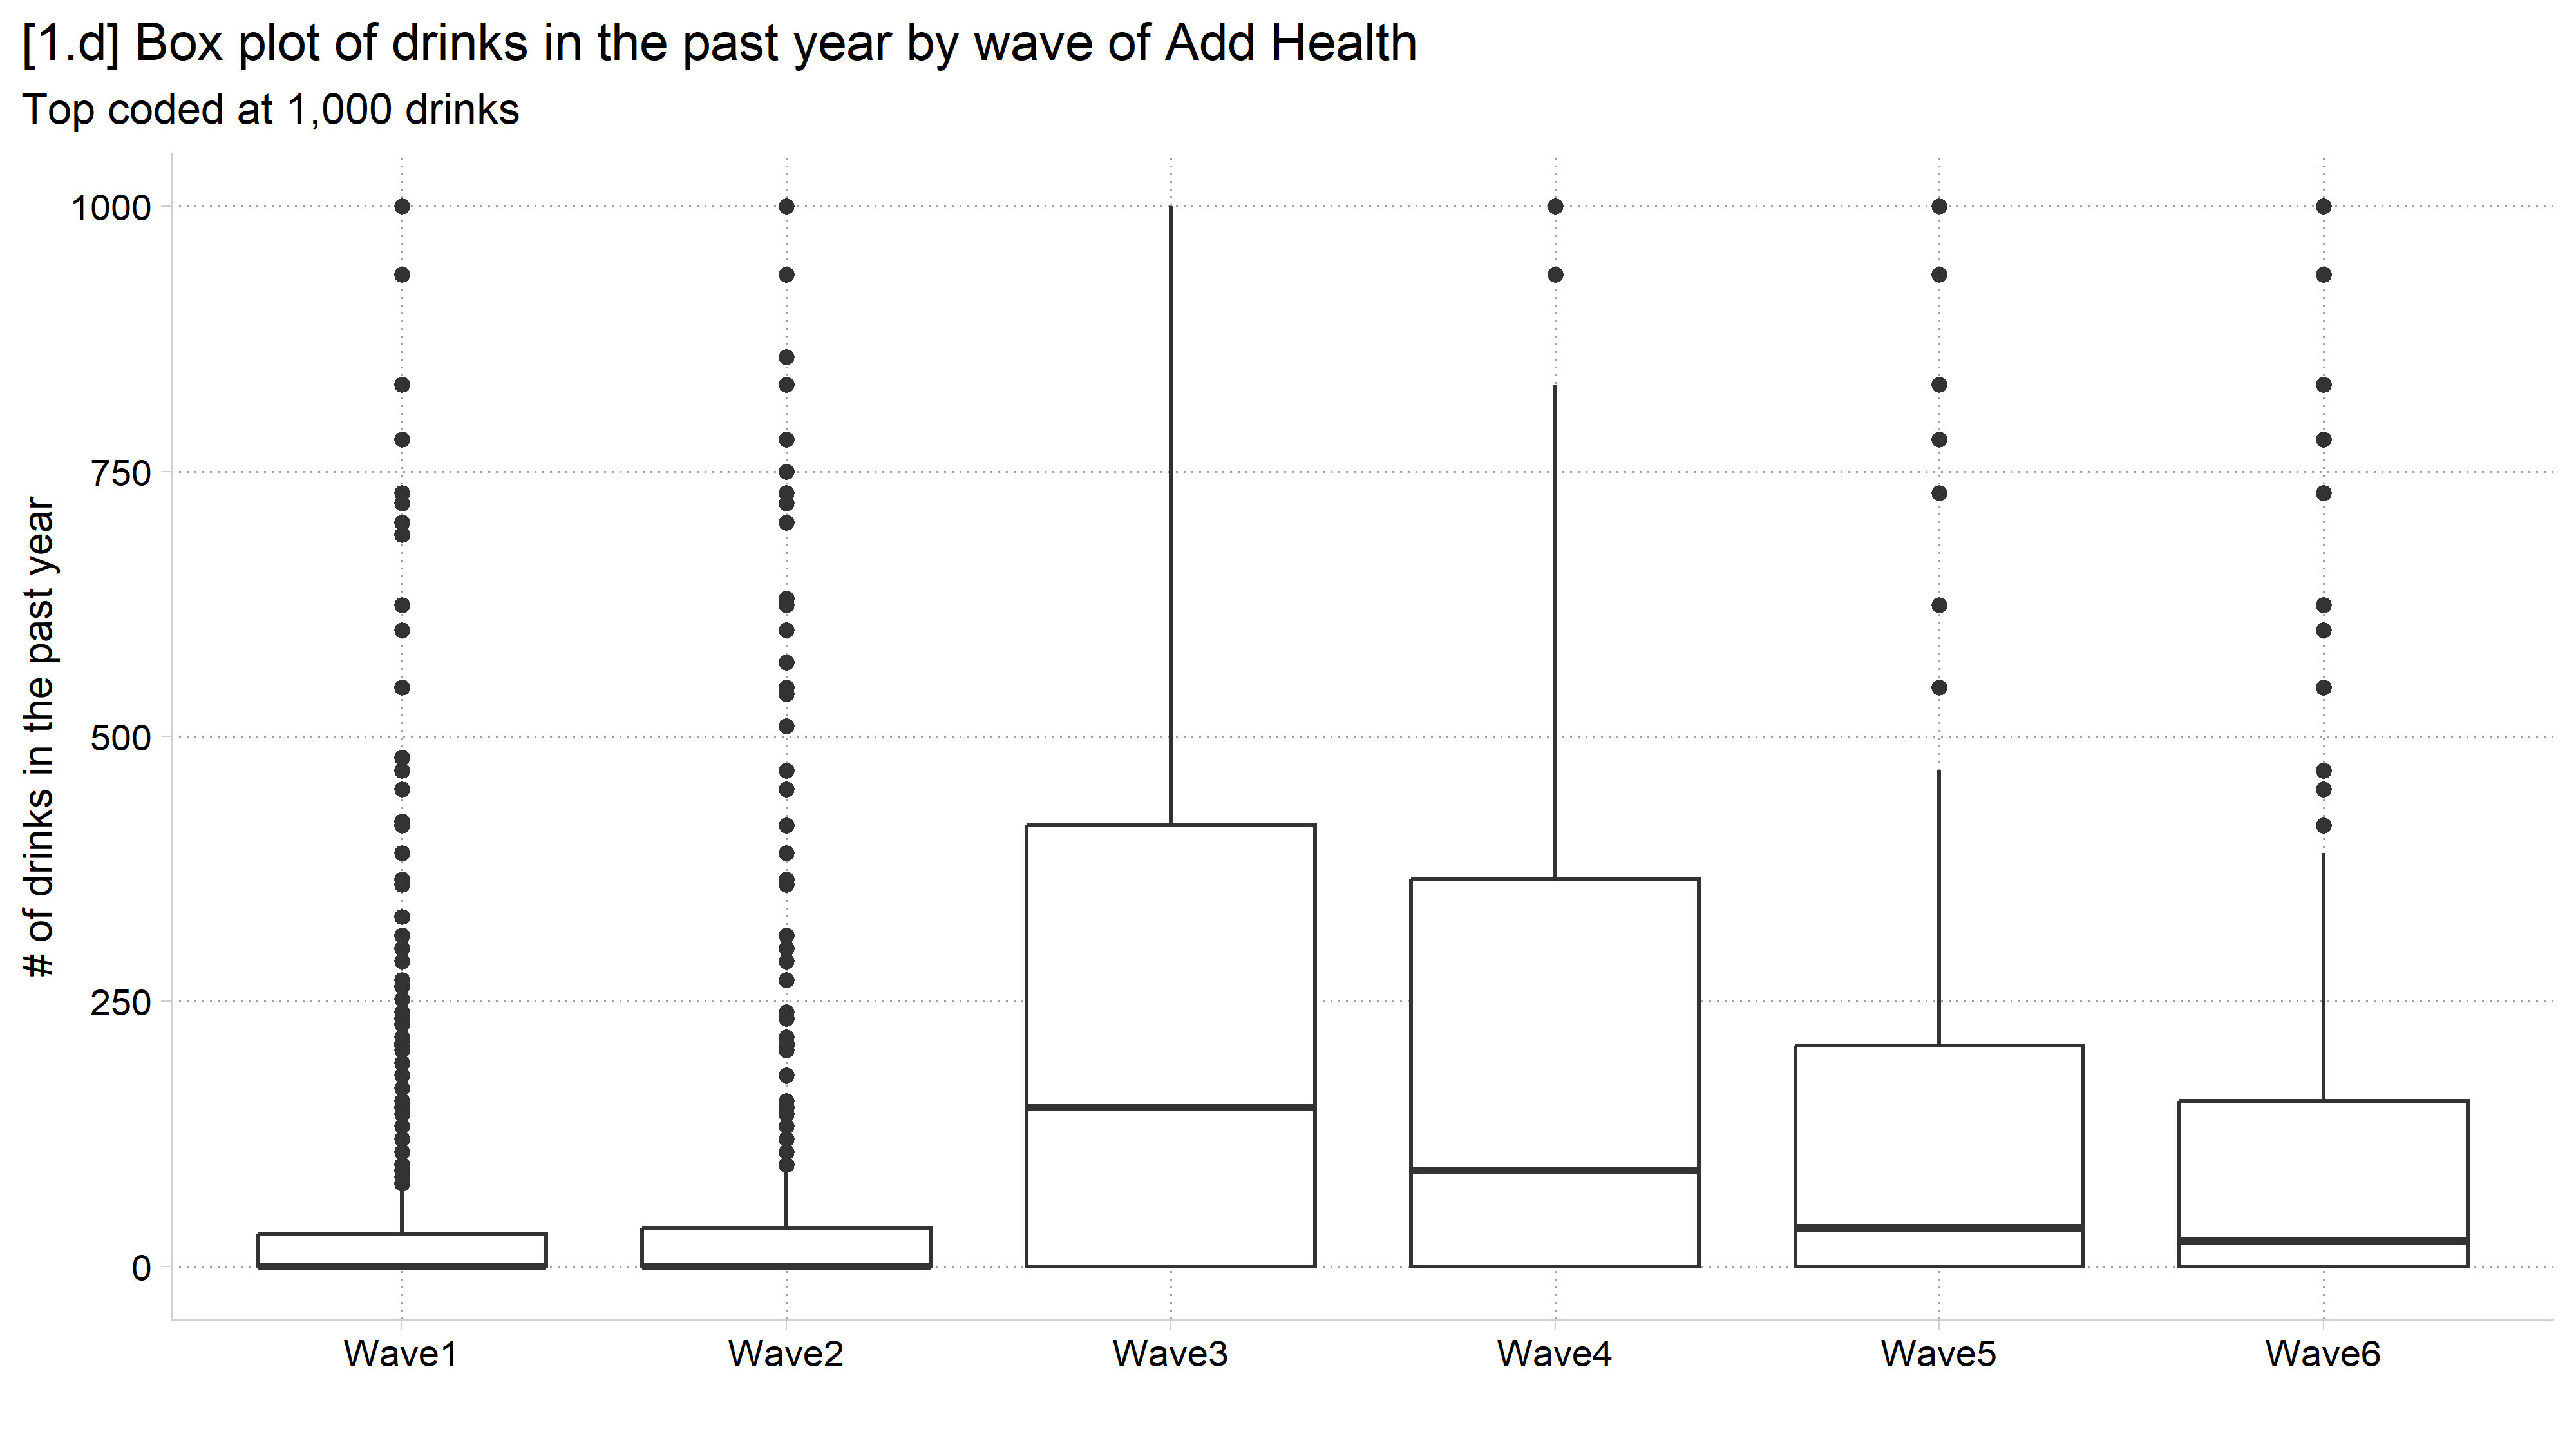 [1.d] Box plot of drinks in the past year by wave of Add Health
Top coded at 1,000 drinks
# of drinks in the past year
1000
750
500
250
0
Wave1
Wave2
Wave3
Wave4
Wave5
Wave6